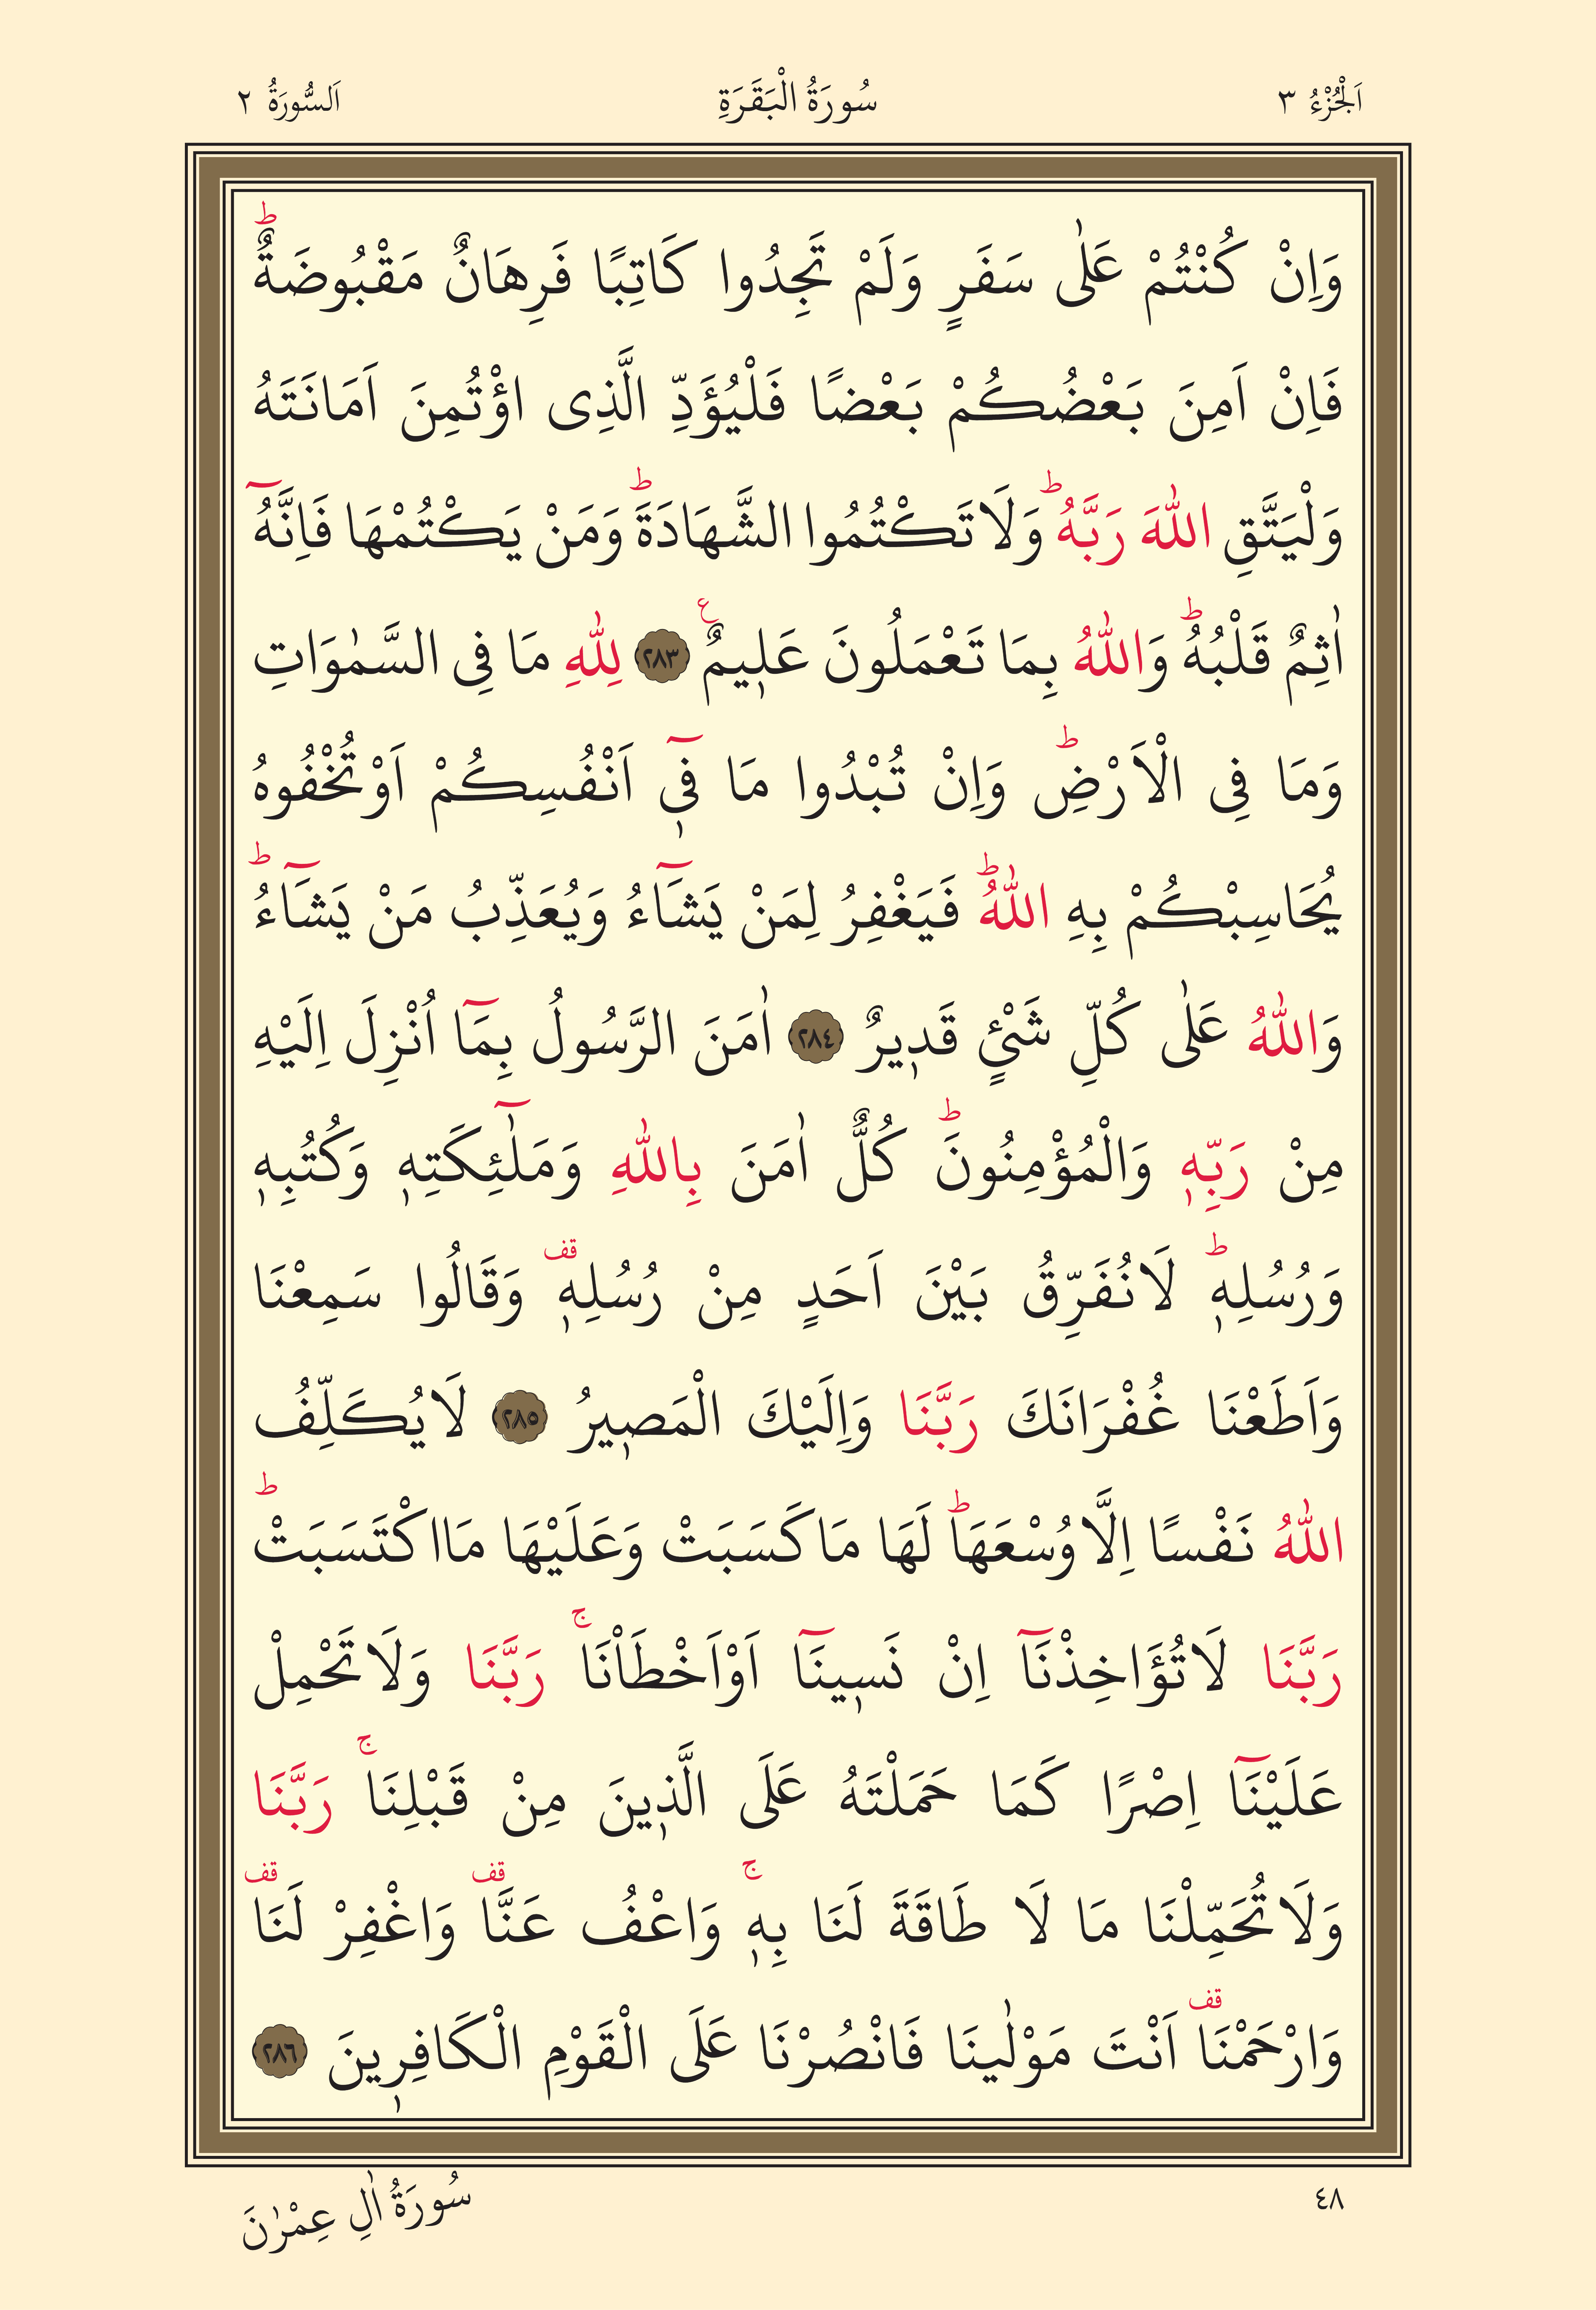 اَلْجُزْءُ ٣ سُورَةُ الْبَقَرَةِ اَلسُّورَةُ ٢
وَاِنْ كُنْتُمْ عَلٰى سَفَرٍ وَلَمْ تَجِدُوا كَاتِبًا فَرِهَانٌ مَقْبُوضَةٌۜ
فَاِنْ اَمِنَ بَعْضُكُمْ بَعْضًا فَلْيُؤَدِّ الَّذِى اؤْتُمِنَ اَمَانَتَهُ
وَلْيَتَّقِ اللّٰهَ رَبَّهُۜ وَلَا تَكْتُمُوا الشَّهَادَةَۜ وَمَنْ يَكْتُمْهَا فَاِنَّهُٓ
اٰثِمٌ قَلْبُهُۜ وَاللّٰهُ بِمَا تَعْمَلُونَ عَلٖيمٌࣖ ٢٨٣ لِلّٰهِ مَا فِى السَّمٰوَاتِ
وَمَا فِى الْاَرْضِۜ وَاِنْ تُبْدُوا مَا فٖٓى اَنْفُسِكُمْ اَوْ تُخْفُوهُ
يُحَاسِبْكُمْ بِهِ اللّٰهُۜ فَيَغْفِرُ لِمَنْ يَشَٓاءُ وَيُعَذِّبُ مَنْ يَشَٓاءُۜ
وَاللّٰهُ عَلٰى كُلِّ شَیْئٍ قَدٖيرٌ ٢٨٤ اٰمَنَ الرَّسُولُ بِمَٓا اُنْزِلَ اِلَيْهِ
مِنْ رَبِّهٖ وَالْمُؤْمِنُونَۜ كُلٌّ اٰمَنَ بِاللّٰهِ وَمَلٰٓئِكَتِهٖ وَكُتُبِهٖ
وَرُسُلِهٖۜ لَا نُفَرِّقُ بَيْنَ اَحَدٍ مِنْ رُسُلِهٖ قف وَقَالُوا سَمِعْنَا
وَاَطَعْنَا غُفْرَانَكَ رَبَّنَا وَاِلَيْكَ الْمَصٖيرُ ٢٨٥ لَا يُكَلِّفُ
اللّٰهُ نَفْسًا اِلَّا وُسْعَهَاۜ لَهَا مَا كَسَبَتْ وَعَلَيْهَا مَا اكْتَسَبَتْۜ
رَبَّنَا لَا تُؤَاخِذْنَٓا اِنْ نَسٖينَٓا اَوْ اَخْطَاْنَاۚ رَبَّنَا وَلَا تَحْمِلْ
عَلَيْنَٓا اِصْرًا كَمَا حَمَلْتَهُ عَلَى الَّذٖينَ مِنْ قَبْلِنَاۚ رَبَّنَا
وَلَا تُحَمِّلْنَا مَا لَا طَاقَةَ لَنَا بِهٖۚ وَاعْفُ عَنَّا قف وَاغْفِرْ لَنَا قف
وَارْحَمْنَا قف اَنْتَ مَوْلٰينَا فَانْصُرْنَا عَلَى الْقَوْمِ الْكَافِرٖينَ ٢٨٦
٤٨ سُورَةُ اٰلِ عِمْرٰنَ